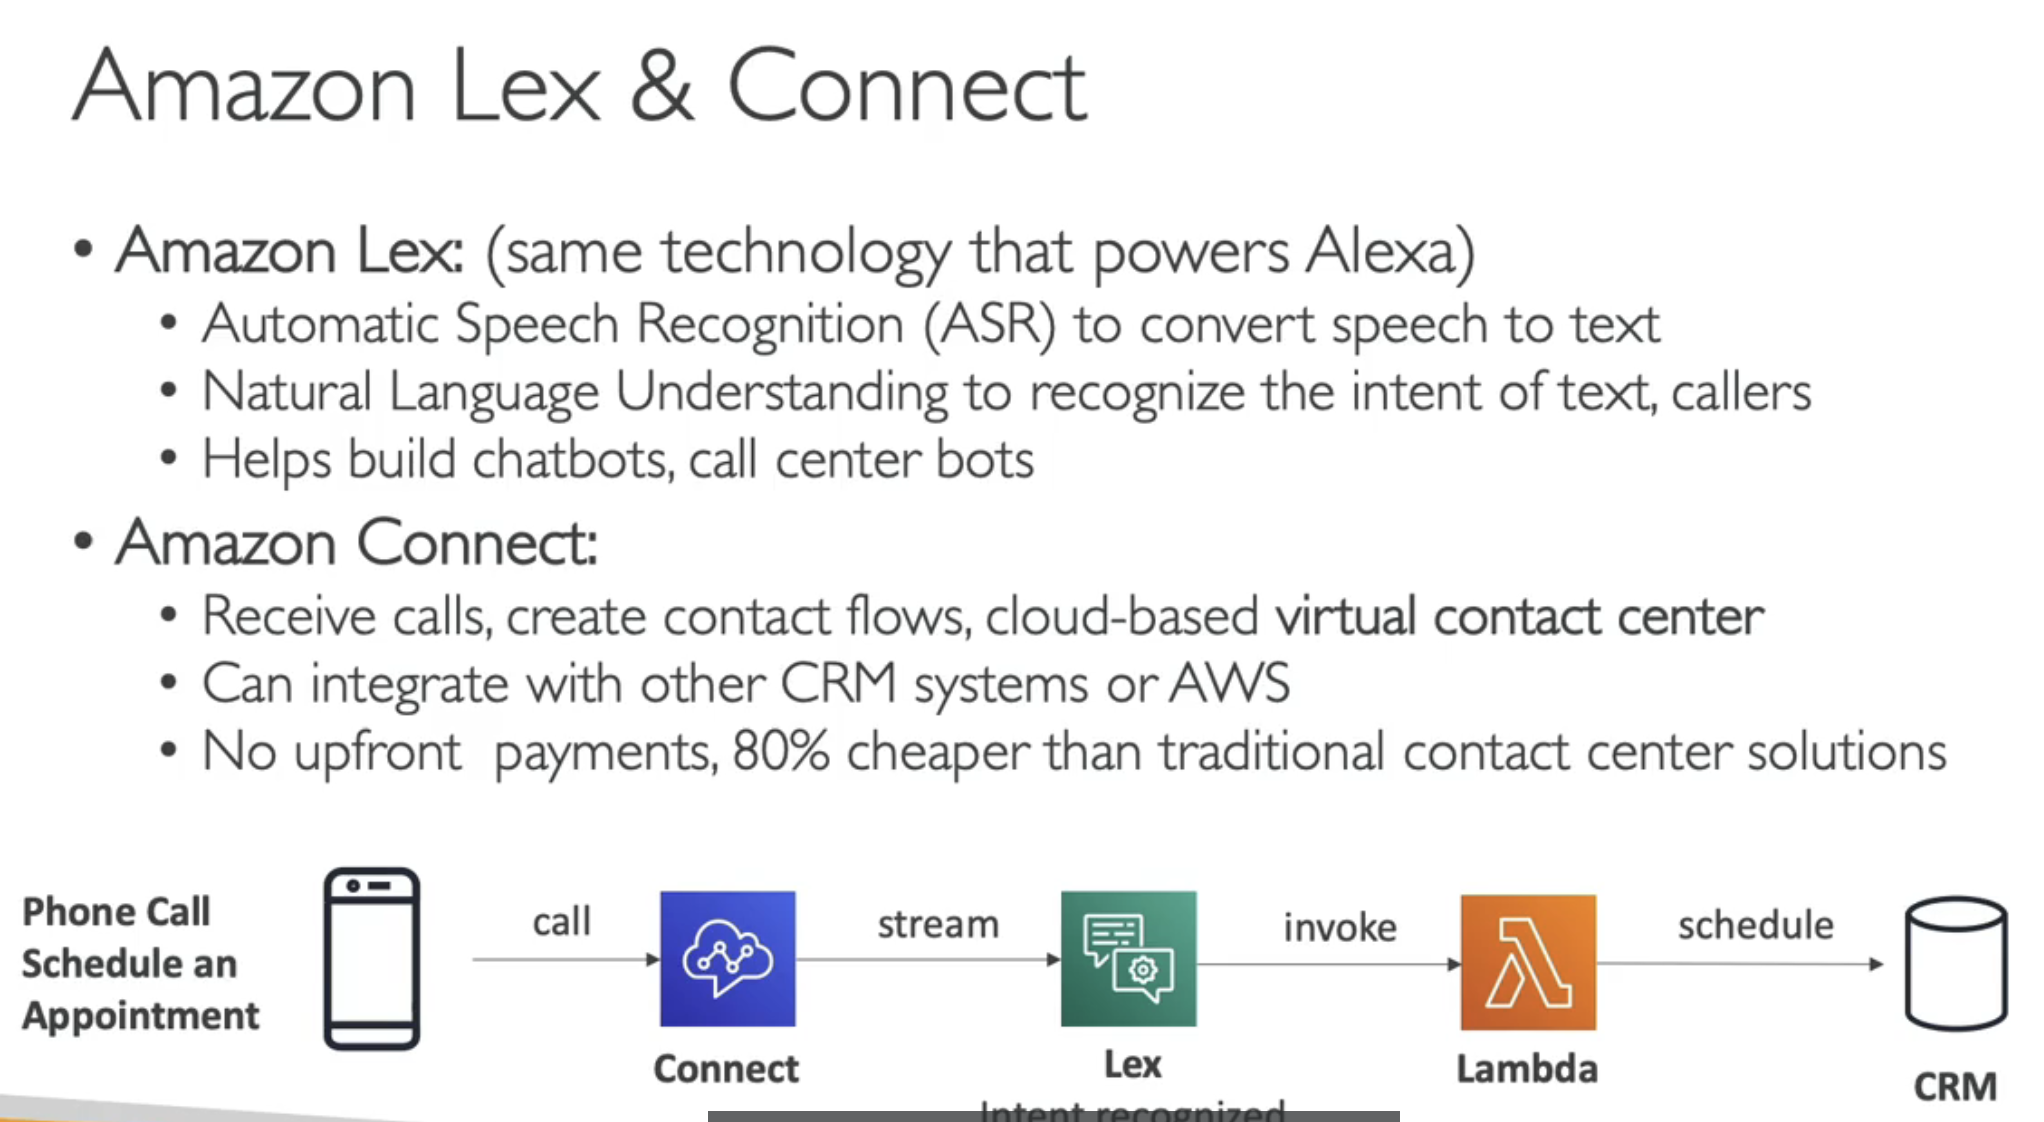 Amazon Lex & Connect
• Amazon Lex: (same technology that powers Alexa)
• Automatic Speech Recognition (ASR) to convert speech to text
• Natural Language Understanding to recognize the intent of text, callers
• Helps build chatbots, call center bots
• Amazon Connect:
• Receive calls, create contact flows, cloud-based virtual contact center
• Can integrate with other CRM systems or AWS
• No upfront payments, 80% cheaper than traditional contact center solutions
Phone Call
Schedule an
Appointment
call
Connect
stream
Lex
Intent recognized
invoke
Lambda
schedule
CRM